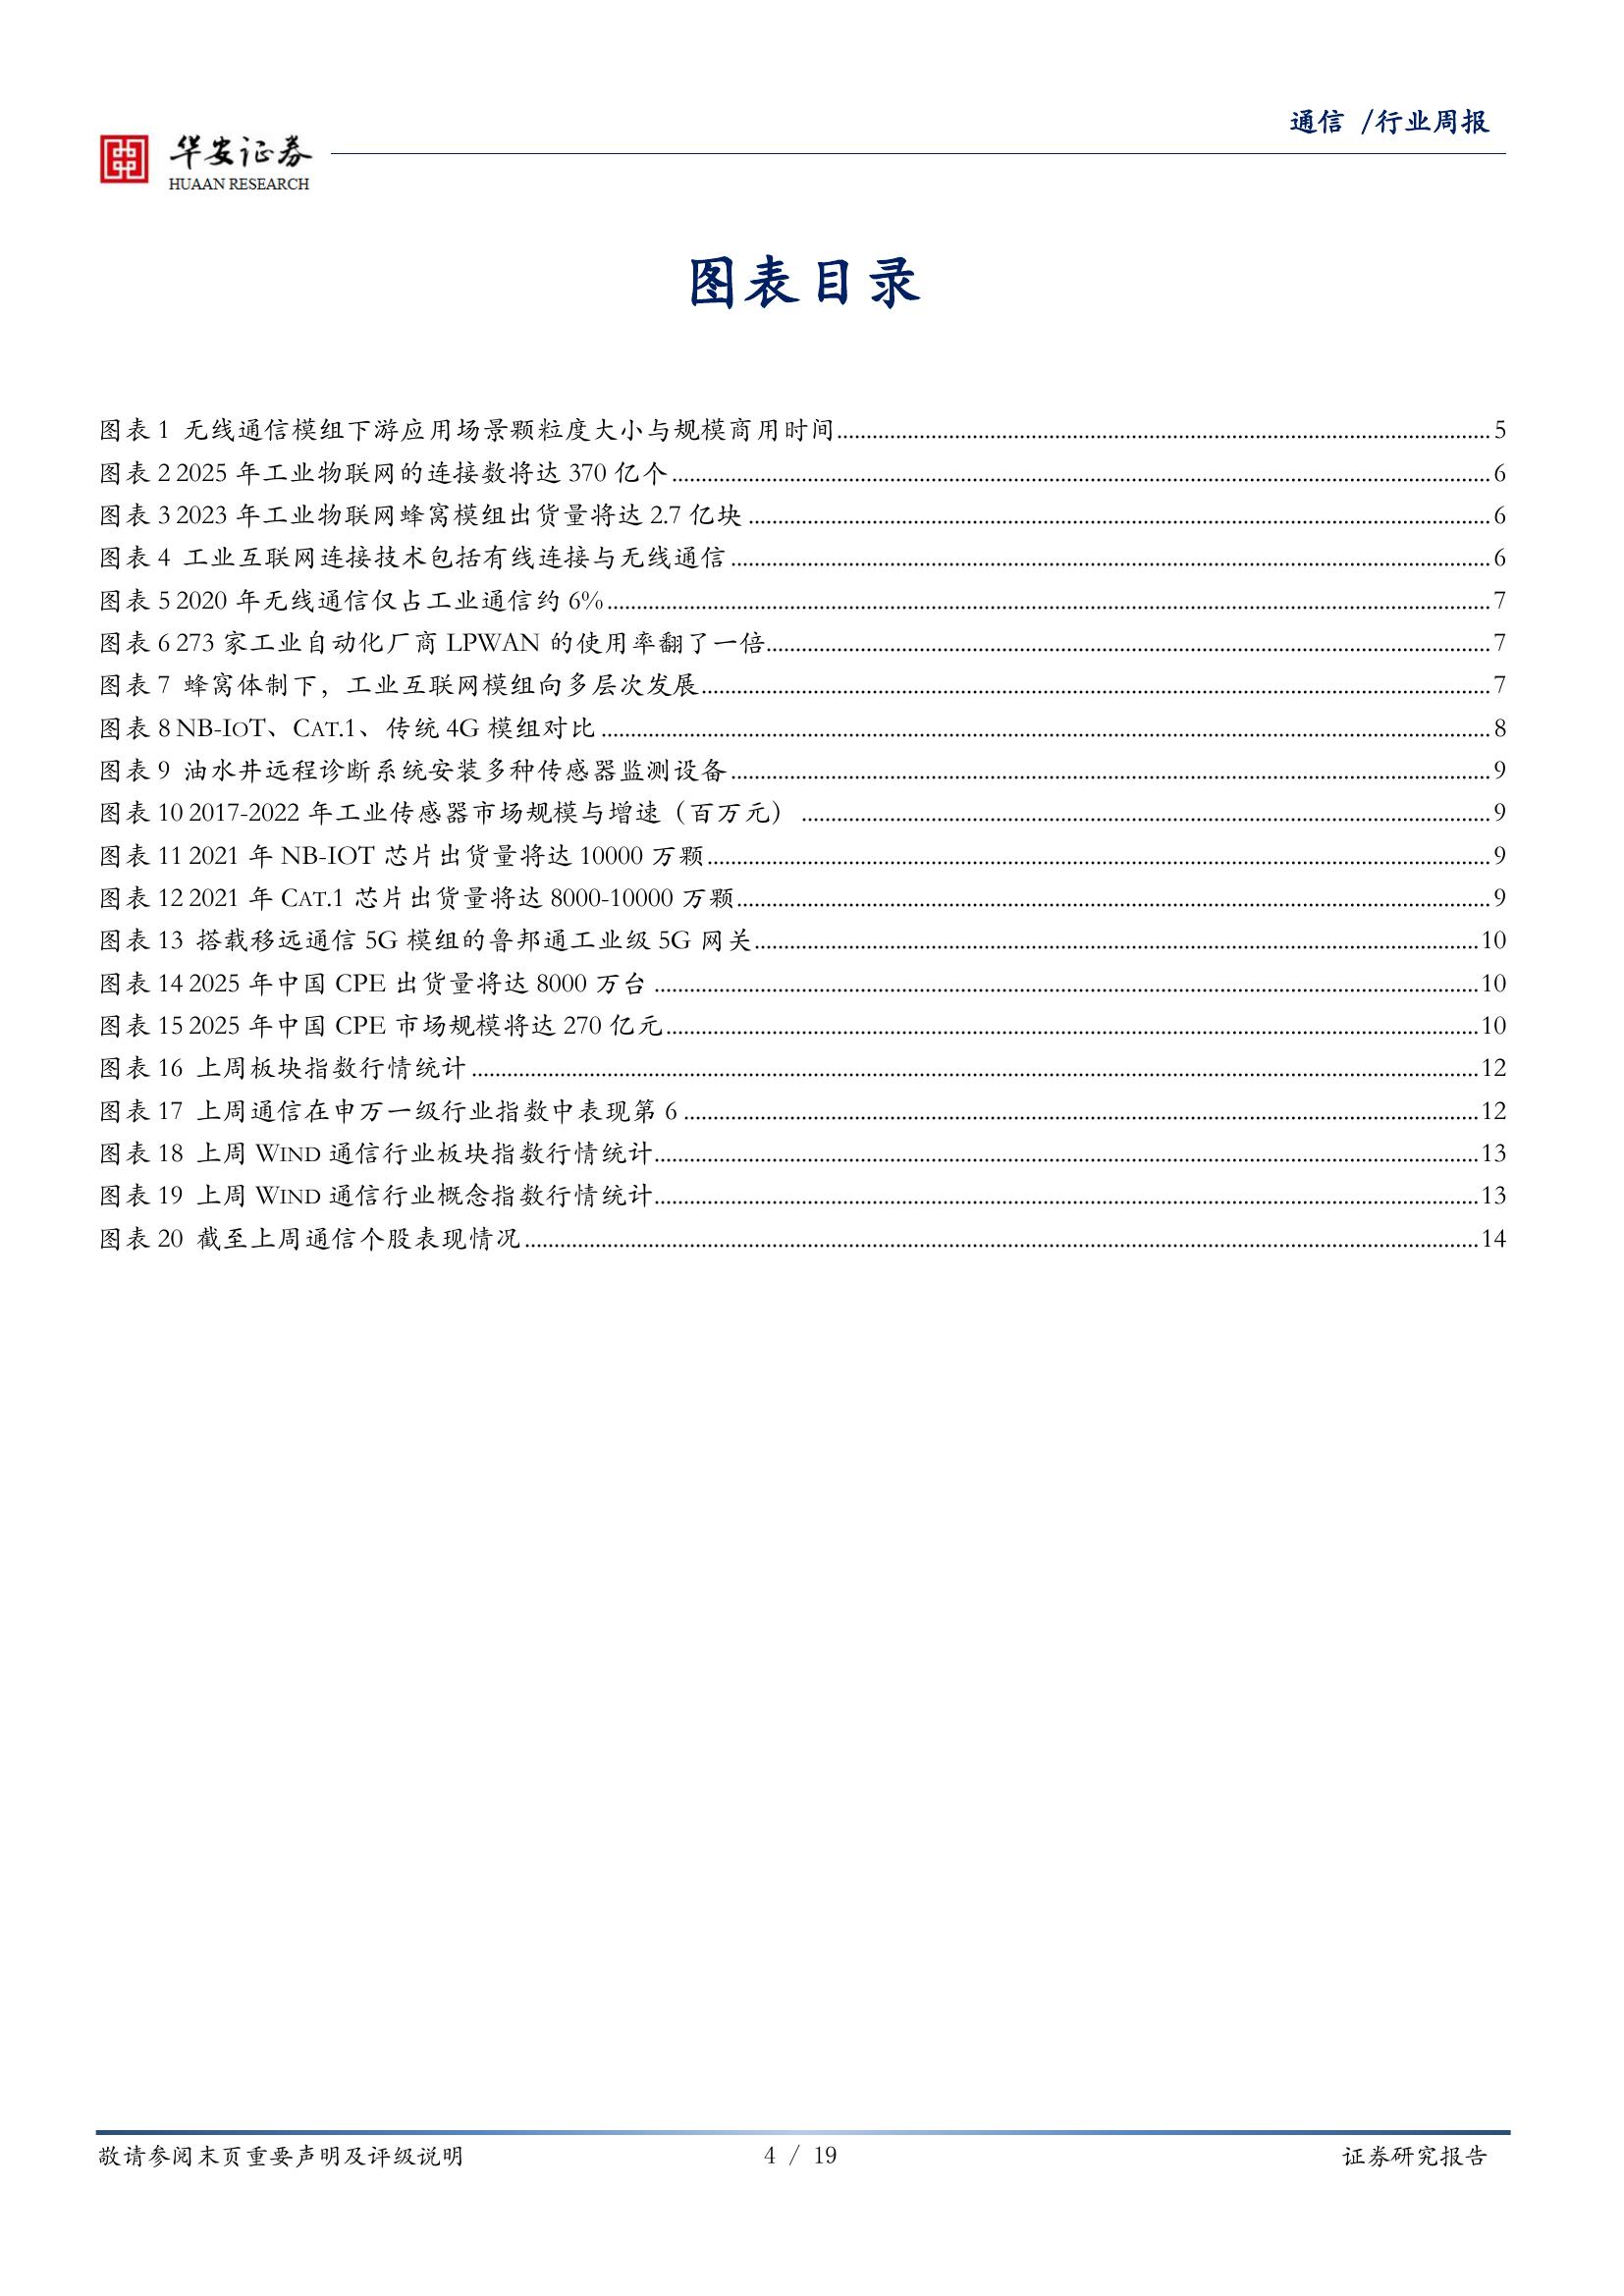 通信 /行业周报
华安证券
HUAAN RESEARCH
图表目录
图表 1 无线通信模组下游应用场景颗粒度大小与规模商用时间 5
图表 2 2025 年工业物联网的连接数将达 370 亿个 6
图表 3 2023 年工业物联网蜂窝模组出货量将达 2.7 亿块 6
图表 4 工业互联网连接技术包括有线连接与无线通信 6
图表 5 2020 年无线通信仅占工业通信约 6% 7
图表 6 273 家工业自动化厂商 LPWAN 的使用率翻了一倍 7
图表 7 蜂窝体制下，工业互联网模组向多层次发展 7
图表 8 NB-IoT、Cat.1、传统 4G 模组对比 8
图表 9 油水井远程诊断系统安装多种传感器监测设备 9
图表 10 2017-2022 年工业传感器市场规模与增速（百万元） 9
图表 11 2021 年 NB-IOT 芯片出货量将达 10000 万颗 9
图表 12 2021 年 Cat.1 芯片出货量将达 8000-10000 万颗 9
图表 13 搭载移远通信 5G 模组的鲁邦通工业级 5G 网关 10
图表 14 2025 年中国 CPE 出货量将达 8000 万台 10
图表 15 2025 年中国 CPE 市场规模将达 270 亿元 10
图表 16 上周板块指数行情统计 12
图表 17 上周通信在申万一级行业指数中表现第 6 12
图表 18 上周 Wind 通信行业板块指数行情统计 13
图表 19 上周 Wind 通信行业概念指数行情统计 13
图表 20 截至上周通信个股表现情况 14
敬请参阅末页重要声明及评级说明 4 / 19 证券研究报告